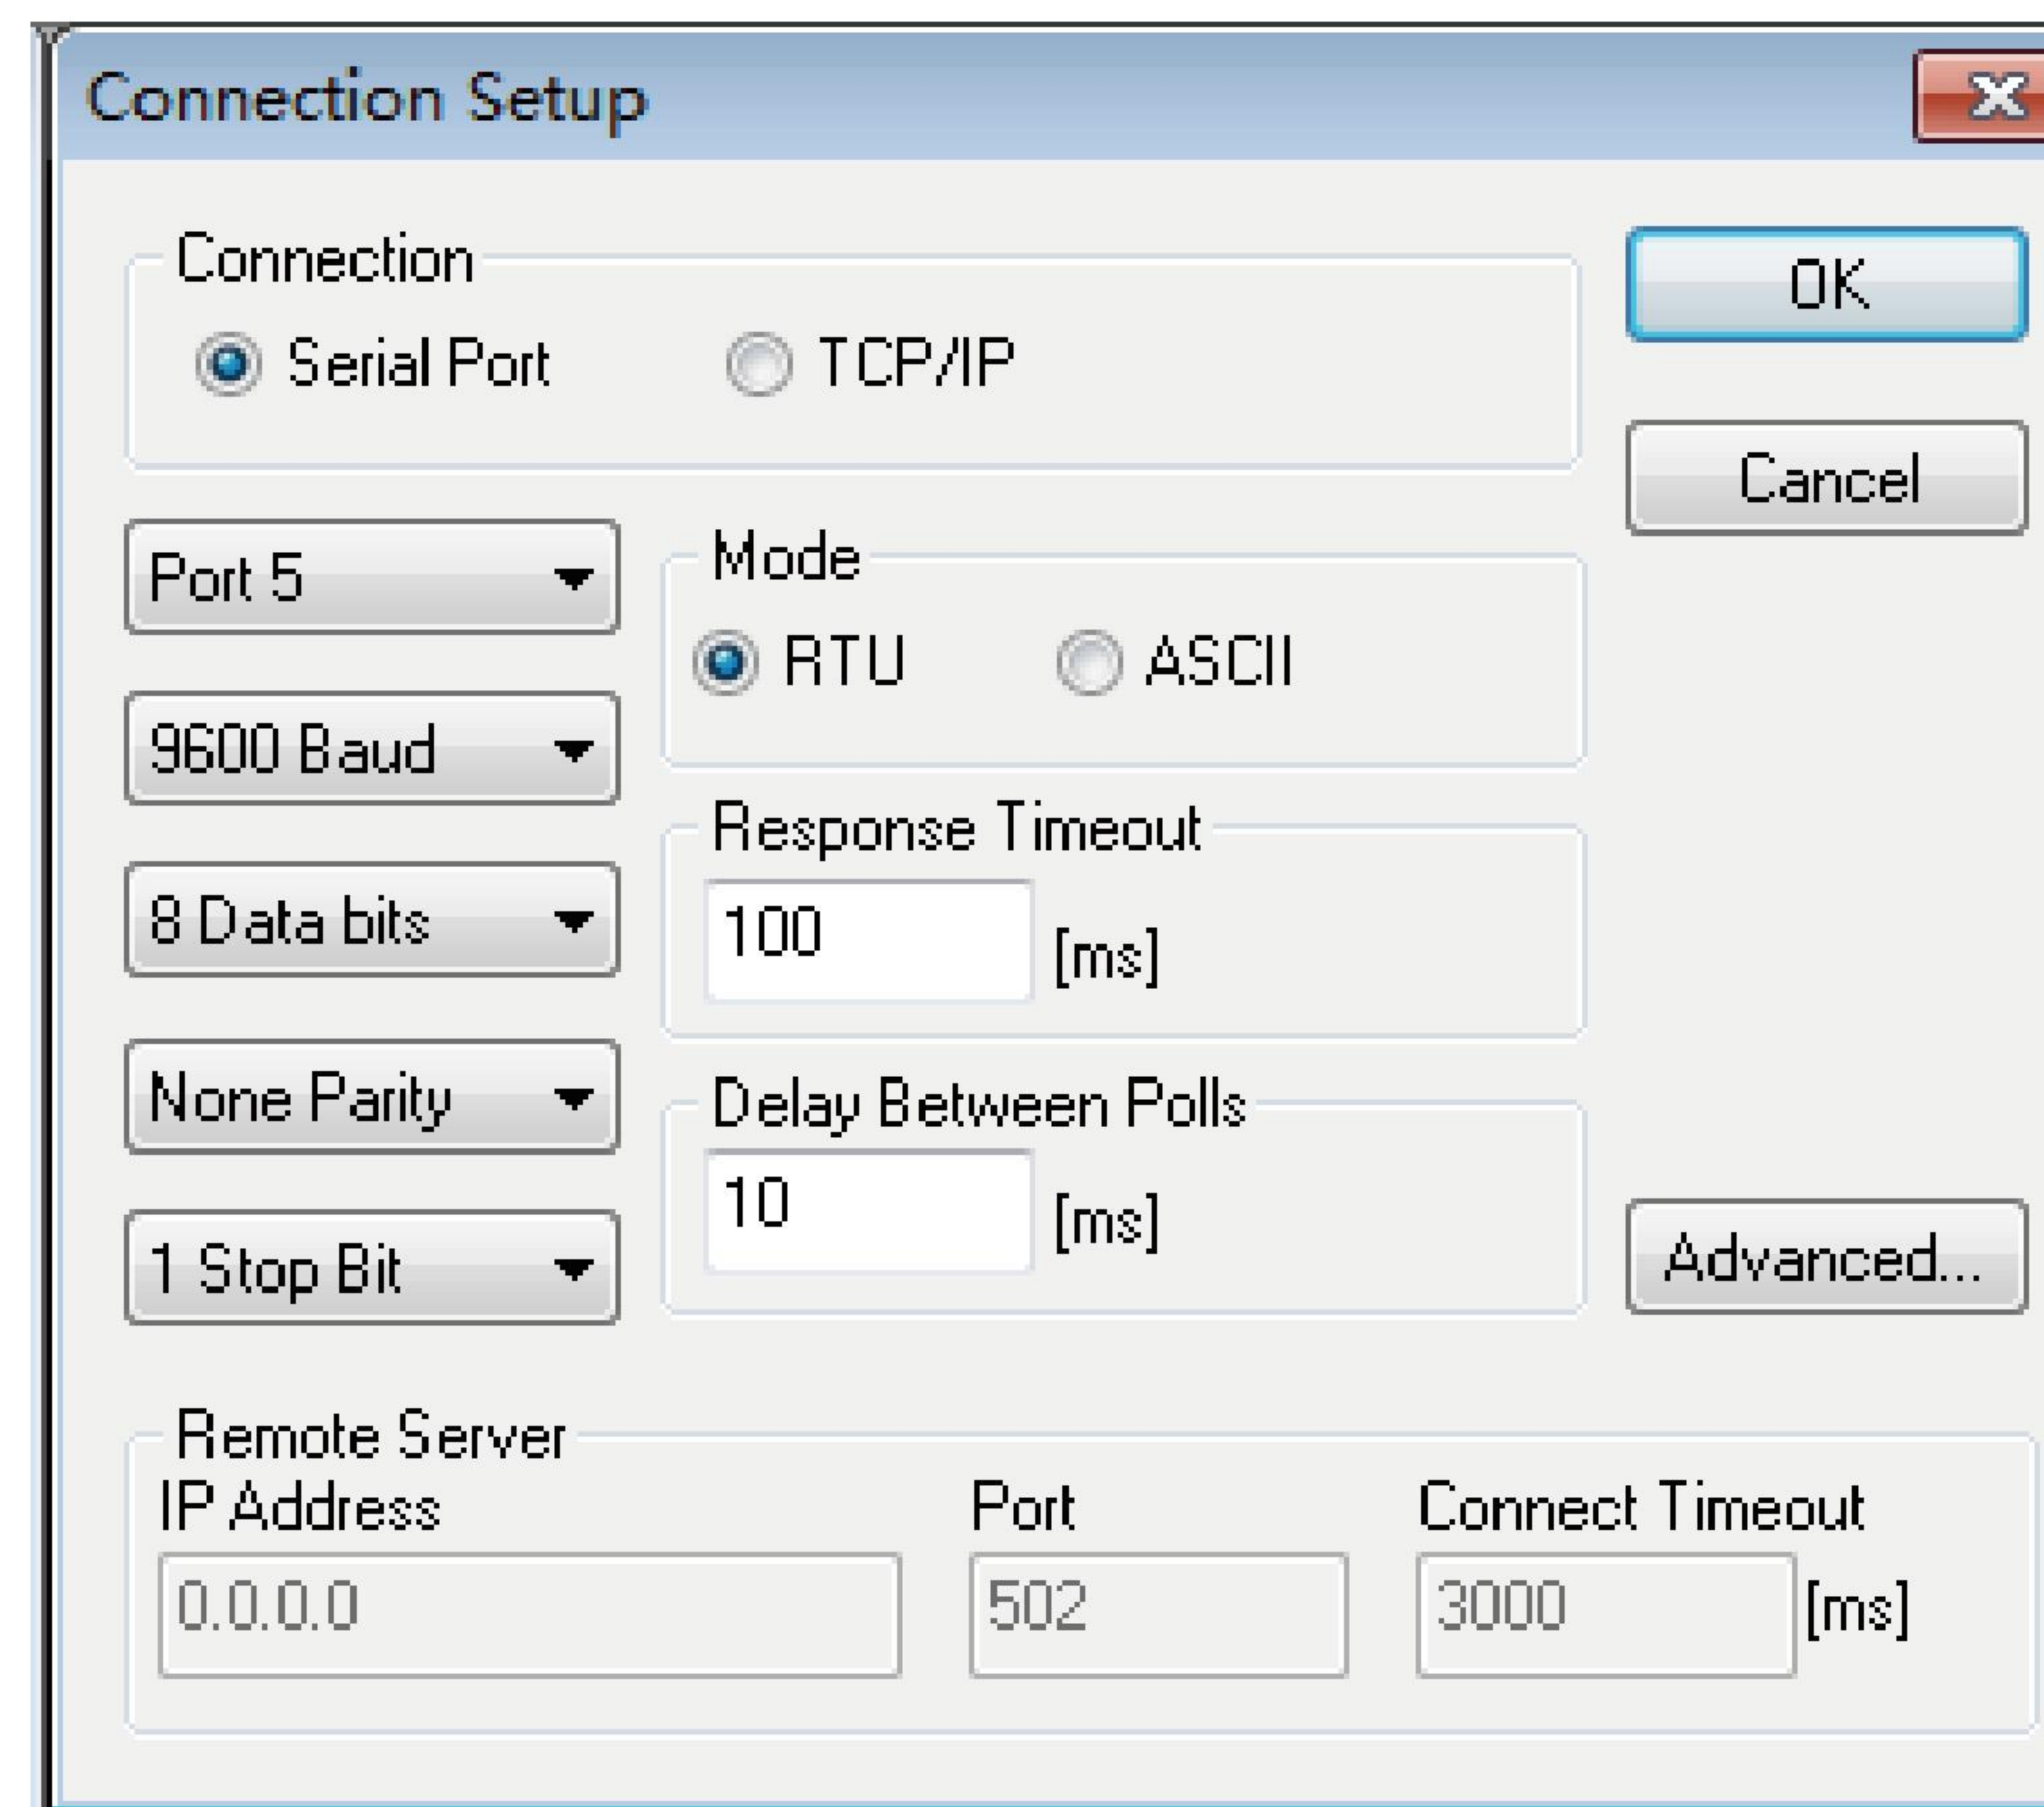 Connection Setup
Connection
Serial Port
TCP/IP
OK
Cancel
Port 5
Mode
RTU
ASCII
9600 Baud
Response Timeout
8 Data bits
100
[ms]
None Parity
Delay Between Polls
10
[ms]
1 Stop Bit
Advanced...
Remote Server
IP Address
Port
Connect Timeout
0.0.0.0
502
3000
[ms]